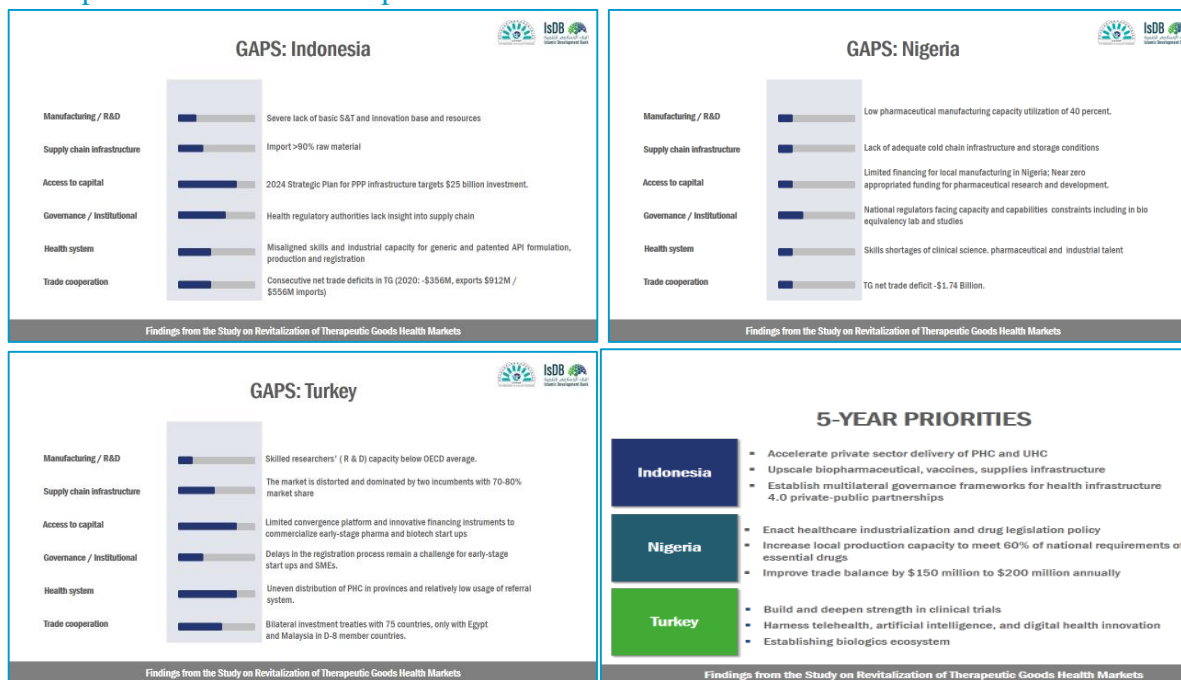 IsDB
Islamic Development Bank
GAPS: Indonesia
Manufacturing / R&D
Severe lack of basic S&T and innovation base and resources
Supply chain infrastructure
Import >90% raw material
Access to capital
2024 Strategic Plan for PPP infrastructure targets $25 billion investment.
Governance / Institutional
Health regulatory authorities lack insight into supply chain
Health system
Misaligned skills and industrial capacity for generic and patented API formulation,
production and registration
Trade cooperation
Consecutive net trade deficits in TG (2020: -$356M, exports $912M /
$556M imports)
Findings from the Study on Revitalization of Therapeutic Goods Health Markets
IsDB
GAPS: Nigeria
Manufacturing / R&D
Low pharmaceutical manufacturing capacity utilization of 40 percent.
Supply chain infrastructure
Lack of adequate cold chain infrastructure and storage conditions
Access to capital
Limited financing for local manufacturing in Nigeria; Near zero
appropriated funding for pharmaceutical research and development.
Governance / Institutional
National regulators facing capacity and capabilities constraints including in bio
equivalency lab and studies
Health system
Skills shortages of clinical science, pharmaceutical and industrial talent
Trade cooperation
TG net trade deficit -$1.74 Billion.
Findings from the Study on Revitalization of Therapeutic Goods Health Markets
IsDB
Islamic Development Bank
GAPS: Turkey
Manufacturing / R&D
Skilled researchers' ( R & D) capacity below OECD average.
Supply chain infrastructure
The market is distorted and dominated by two incumbents with 70-80%
market share
Access to capital
Limited convergence platform and innovative financing instruments to
commercialize early-stage pharma and biotech start ups
Governance / Institutional
Delays in the registration process remain a challenge for early-stage
start ups and SMEs.
Health system
Uneven distribution of PHC in provinces and relatively low usage of referral
system.
Trade cooperation
Bilateral investment treaties with 75 countries, only with Egypt
and Malaysia in D-8 member countries.
Findings from the Study on Revitalization of Therapeutic Goods Health Markets
5-YEAR PRIORITIES
Indonesia
▪ Accelerate private sector delivery of PHC and UHC
▪ Upscale biopharmaceutical, vaccines, supplies infrastructure
▪ Establish multilateral governance frameworks for health infrastructure
4.0 private-public partnerships
Nigeria
▪ Enact healthcare industrialization and drug legislation policy
▪ Increase local production capacity to meet 60% of national requirements of
essential drugs
▪ Improve trade balance by $150 million to $200 million annually
Turkey
▪ Build and deepen strength in clinical trials
▪ Harness telehealth, artificial intelligence, and digital health innovation
▪ Establishing biologics ecosystem
Findings from the Study on Revitalization of Therapeutic Goods Health Markets